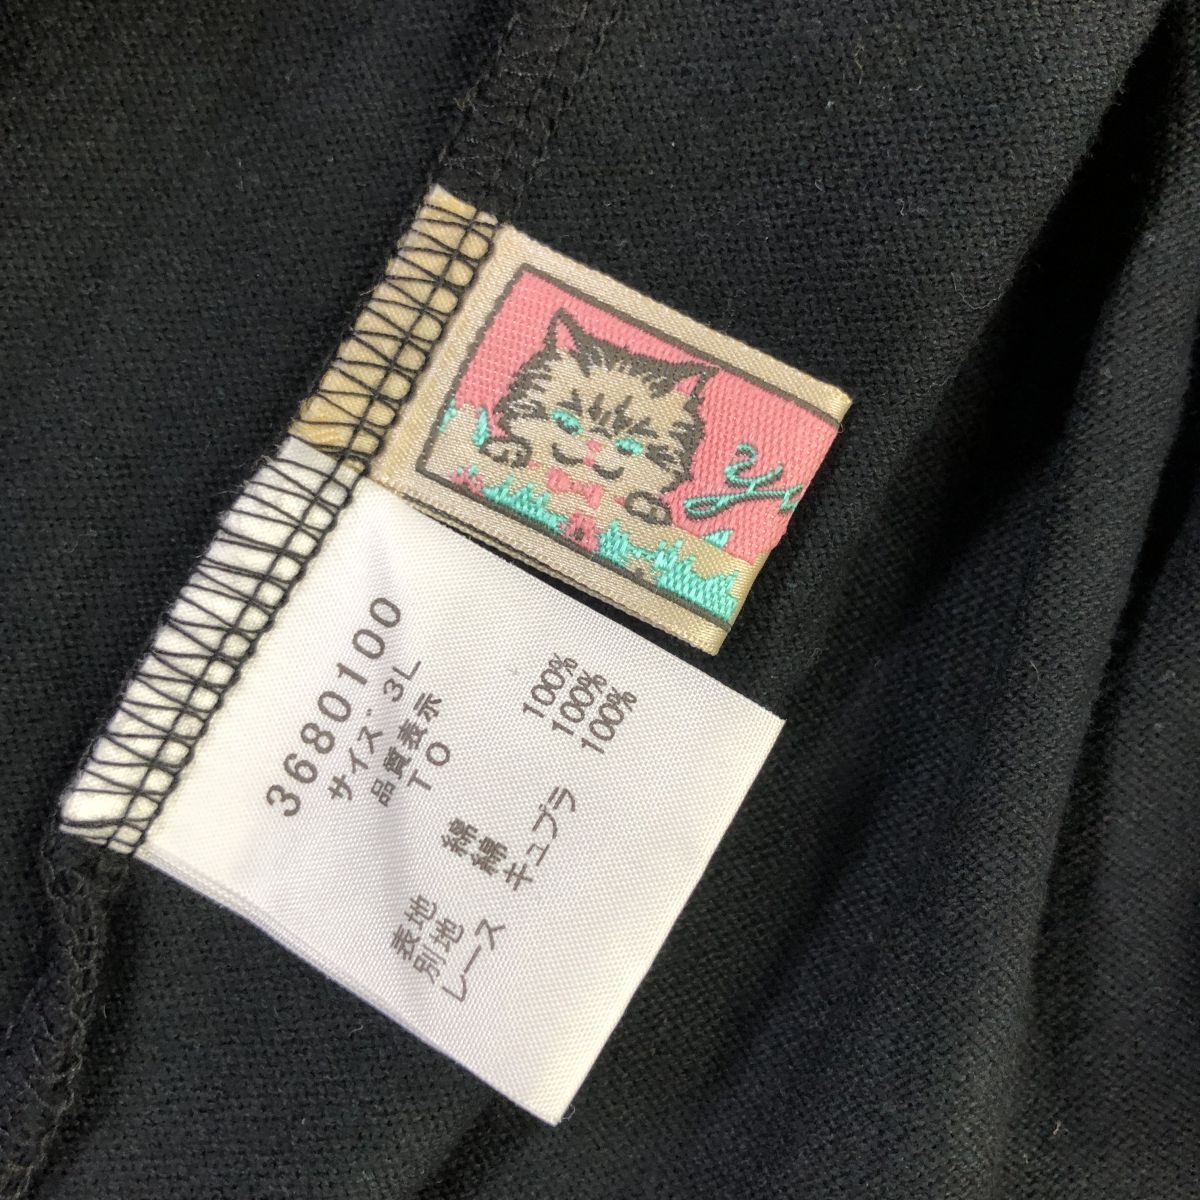 3680100
サイズ 3L
品質表示
TO
表地 綿 100%
別地 綿 100%
レース キュプラ 100%